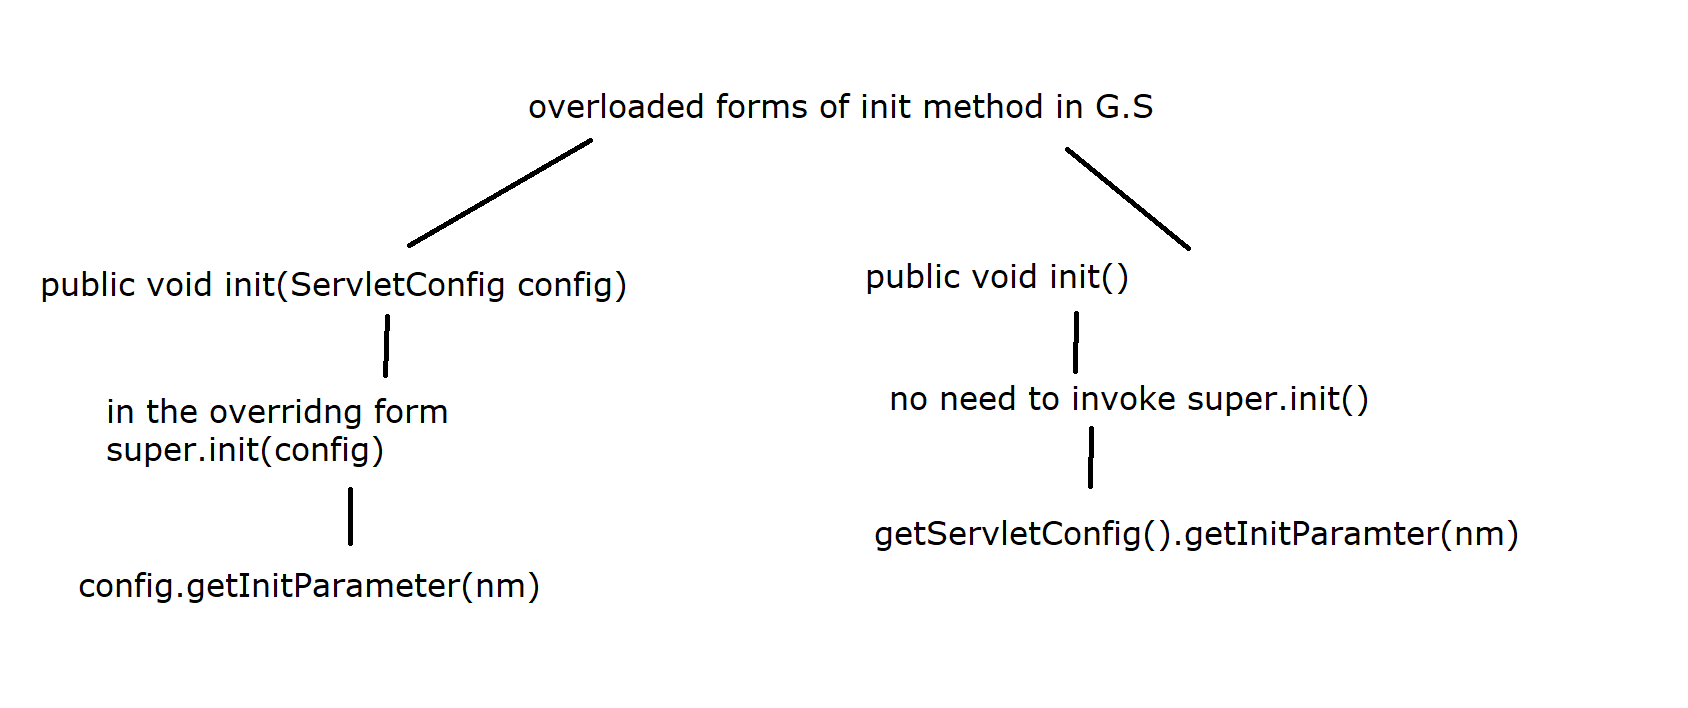 overloaded forms of init method in G.S
public void init(ServletConfig config)
public void init()
in the overridng form
super.init(config)
no need to invoke super.init()
config.getInitParameter(nm)
getServletConfig().getInitParamter(nm)